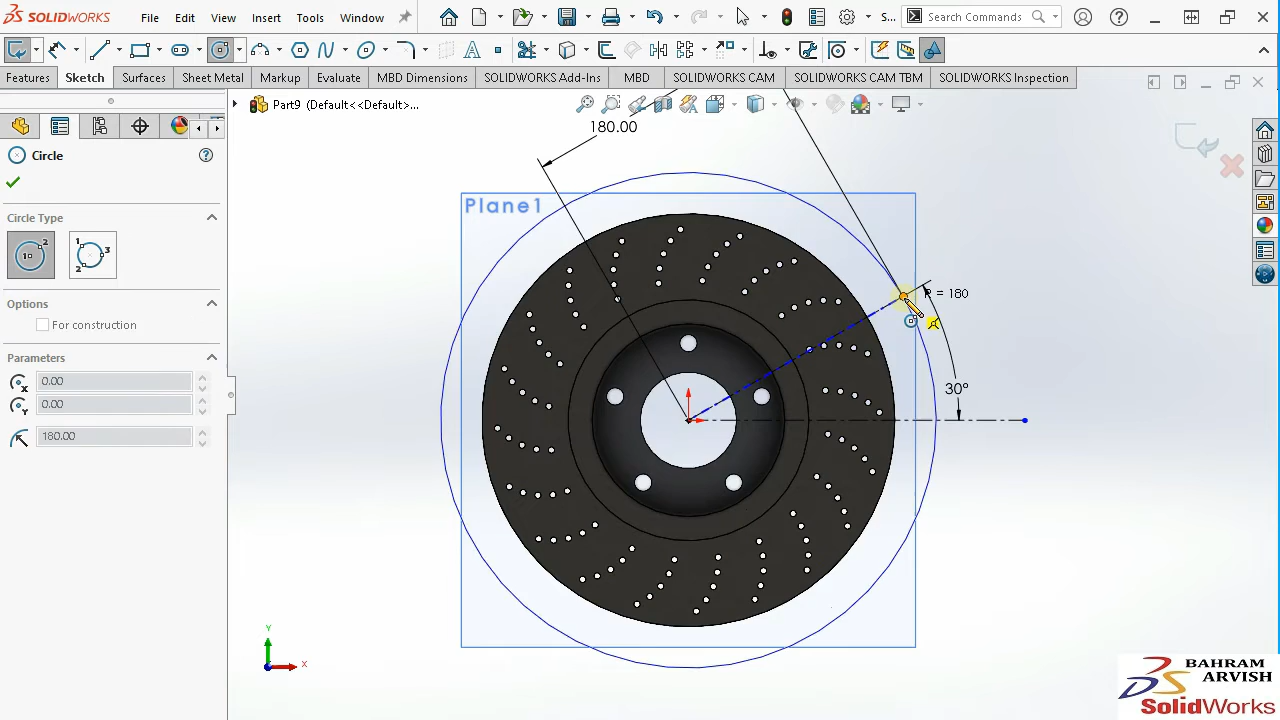 SOLIDWORKS File Edit View Insert Tools Window S... Search Commands
Features Sketch Surfaces Sheet Metal Markup Evaluate MBD Dimensions SOLIDWORKS Add-Ins MBD SOLIDWORKS CAM SOLIDWORKS CAM TBM SOLIDWORKS Inspection
Part9 (Default<<Default>...
Circle
Circle Type
Options
For construction
Parameters
0.00
0.00
180.00
180.00
Plane1
R = 180
30°
Y
X
BAHRAM
ARVISH
SolidWorks